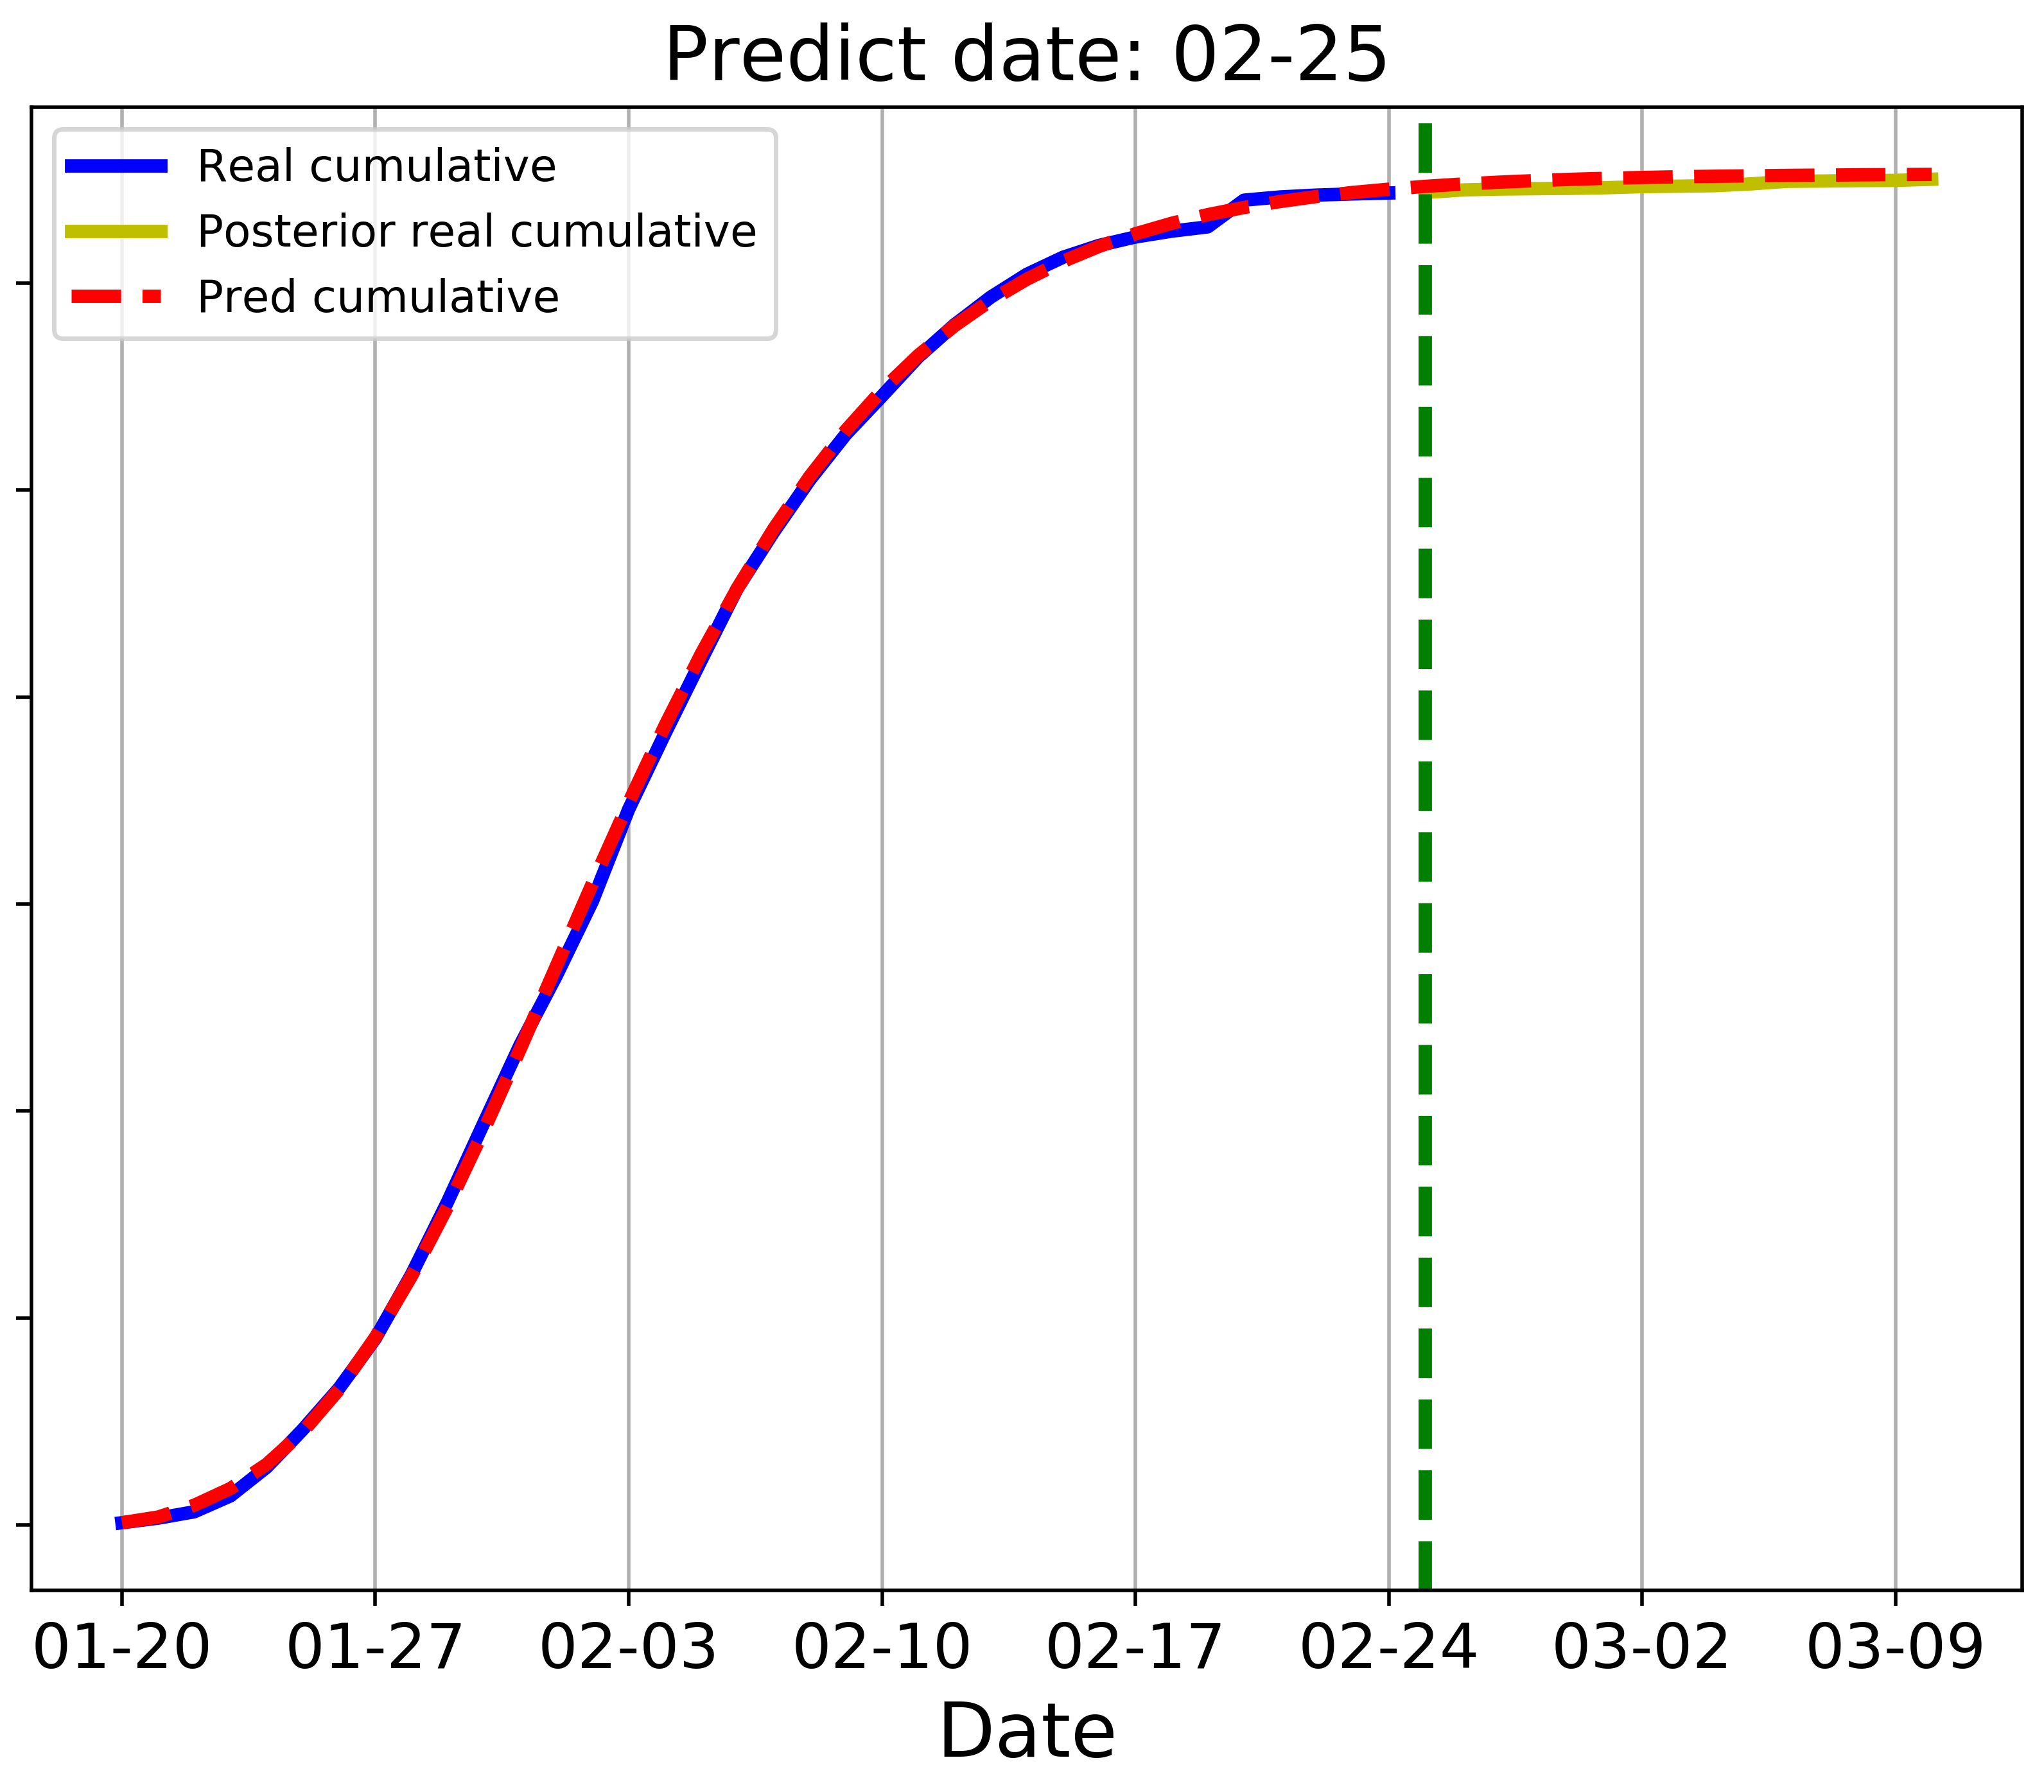 Predict date: 02-25
Real cumulative
Posterior real cumulative
Pred cumulative
01-20 01-27 02-03 02-10 02-17 02-24 03-02 03-09
Date